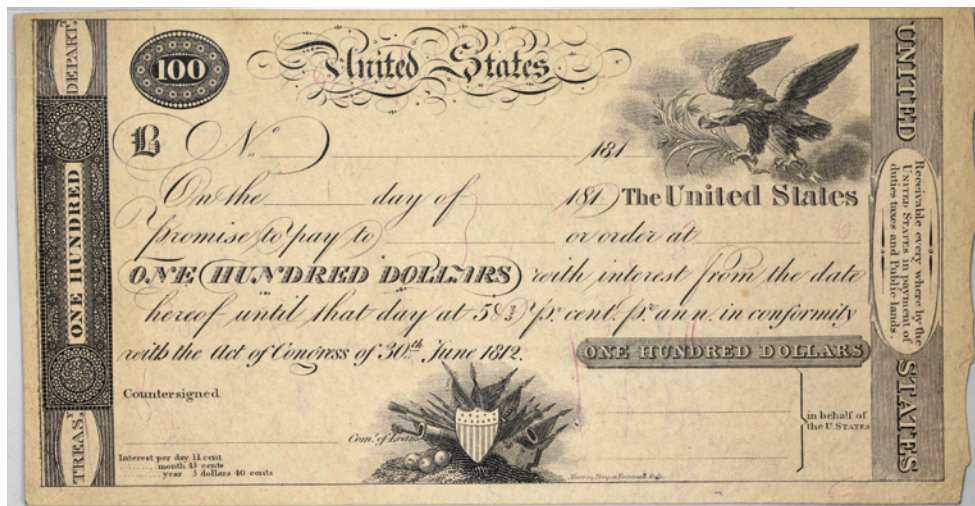 100
United States
B No. 181
On the day of 181 The United States
promise to pay to or order at
ONE HUNDRED DOLLARS with interest from the date
hereof until that day at 5⅖ pr. cent. pr. ann. in conformity
with the Act of Congress of 30th June 1812.
ONE HUNDRED DOLLARS
Countersigned
Com. of Loans
Interest per day 1½ cent
month 45 cents
year 5 dollars 40 cents
in behalf of
the U. STATES
TREAS.
ONE HUNDRED
DEPART.
UNITED
Receivable every where by the
UNITED STATES in payment of
duties taxes and Public lands.
STATES